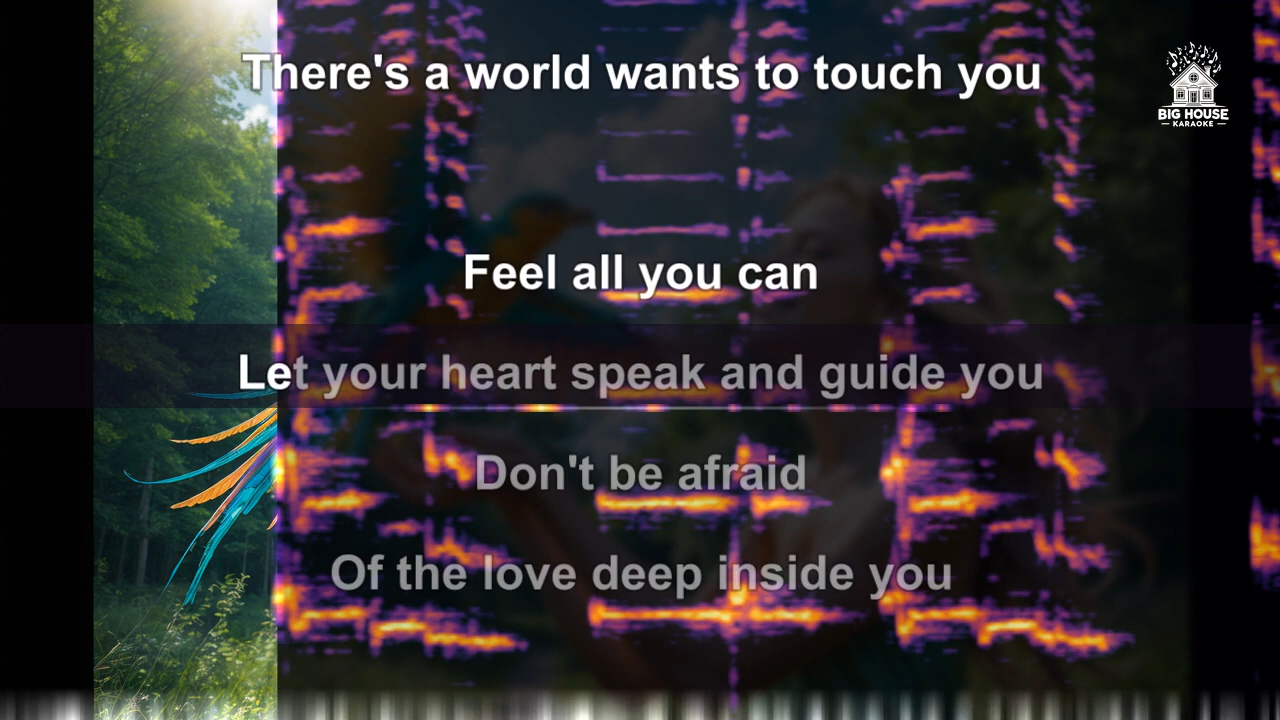 There's a world wants to touch you
BIG HOUSE
KARAOKE
Feel all you can
Let your heart speak and guide you
Don't be afraid
Of the love deep inside you